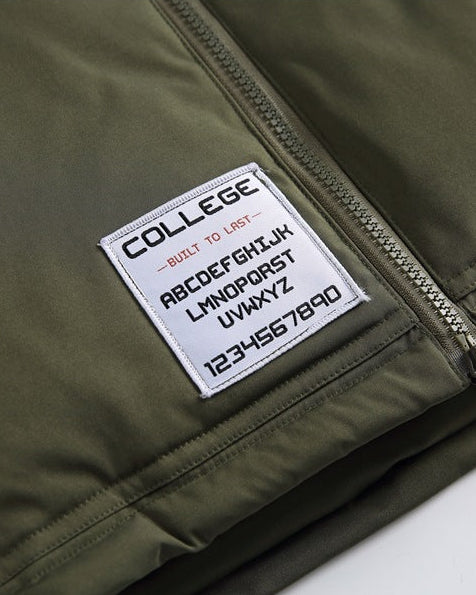 COLLEGE
—BUILT TO LAST—
ABCDEFGHIJK
LMNOPQRST
UVWXYZ
1234567890